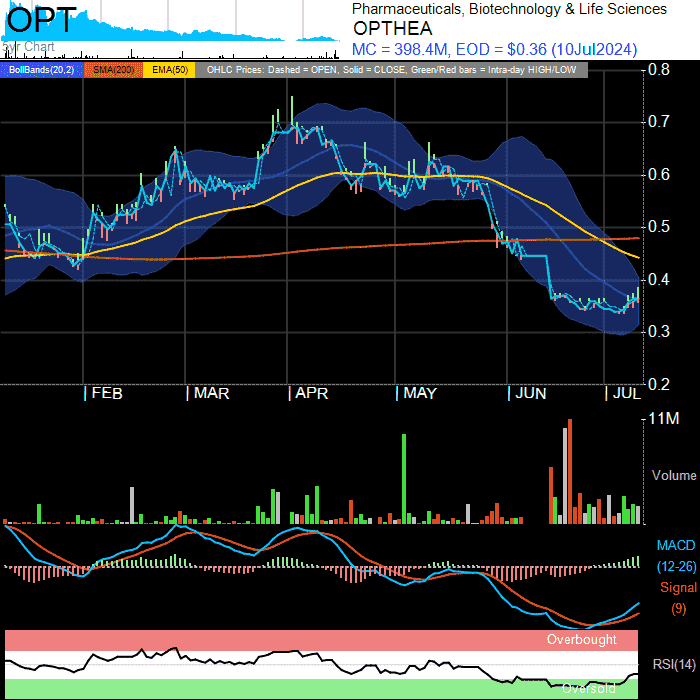 OPT
5yr Chart
Pharmaceuticals, Biotechnology & Life Sciences
OPTHEA
MC = 398.4M, EOD = $0.36 (10Jul2024)
BollBands(20,2) SMA(200) EMA(50) OHLC Prices: Dashed = OPEN, Solid = CLOSE, Green/Red bars = Intra-day HIGH/LOW
0.8
0.7
0.6
0.5
0.4
0.3
0.2
FEB MAR APR MAY JUN JUL
11M
Volume
MACD
(12-26)
Signal
(9)
Overbought
RSI(14)
Oversold